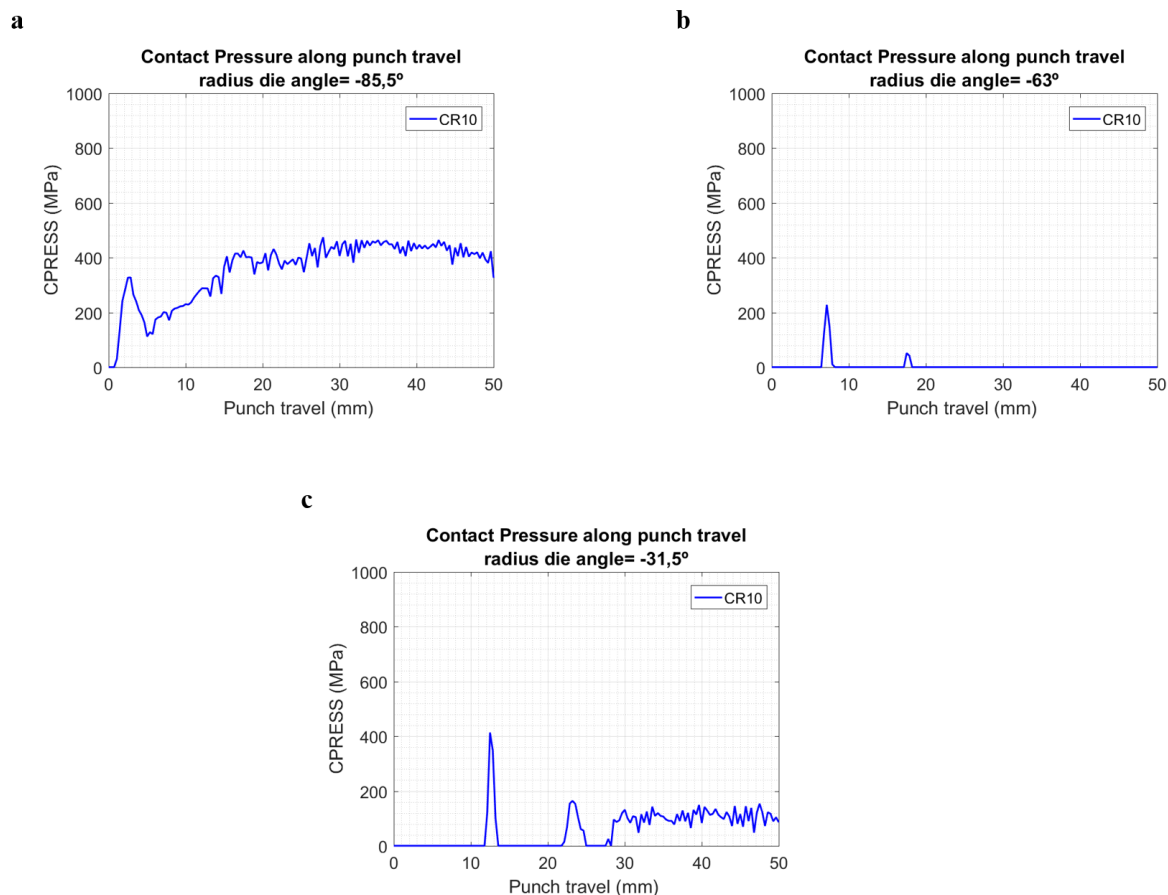 a
Contact Pressure along punch travel
radius die angle= -85,5º
1000
800
600
400
200
0
CPRESS (MPa)
CR10
0 10 20 30 40 50
Punch travel (mm)
b
Contact Pressure along punch travel
radius die angle= -63º
1000
800
600
400
200
0
CPRESS (MPa)
CR10
0 10 20 30 40 50
Punch travel (mm)
c
Contact Pressure along punch travel
radius die angle= -31,5º
1000
800
600
400
200
0
CPRESS (MPa)
CR10
0 10 20 30 40 50
Punch travel (mm)